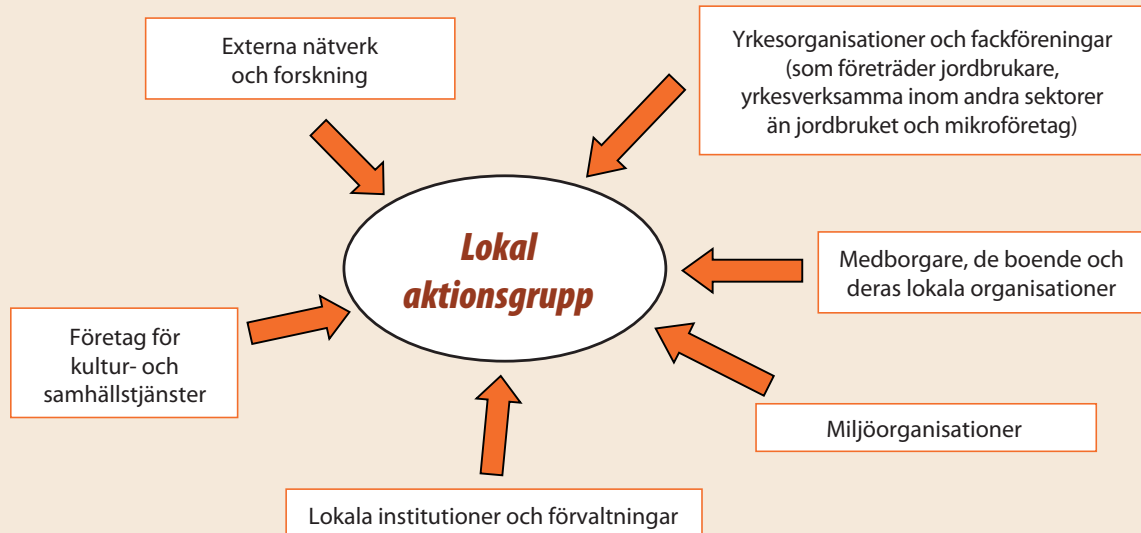 Externa nätverk
och forskning
Yrkesorganisationer och fackföreningar
(som företräder jordbrukare,
yrkesverksamma inom andra sektorer
än jordbruket och mikroföretag)
Lokal
aktionsgrupp
Medborgare, de boende och
deras lokala organisationer
Företag för
kultur- och
samhällstjänster
Miljöorganisationer
Lokala institutioner och förvaltningar